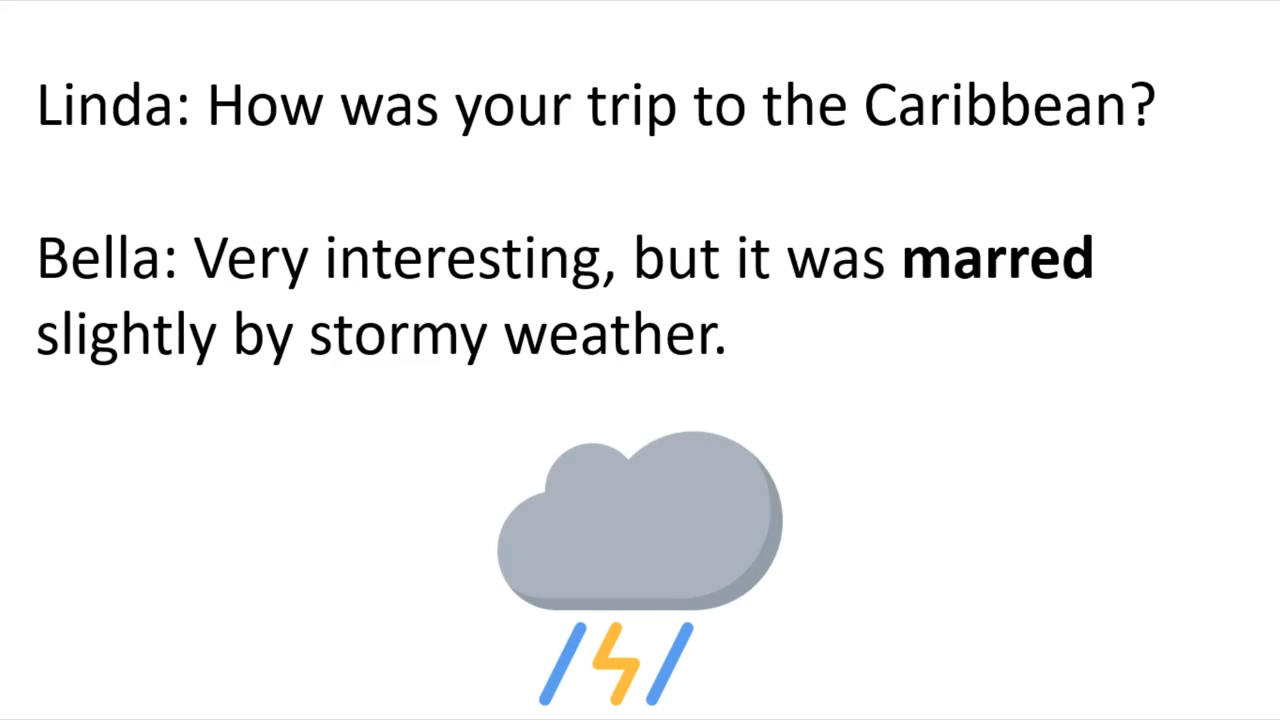 Linda: How was your trip to the Caribbean?
Bella: Very interesting, but it was marred
slightly by stormy weather.